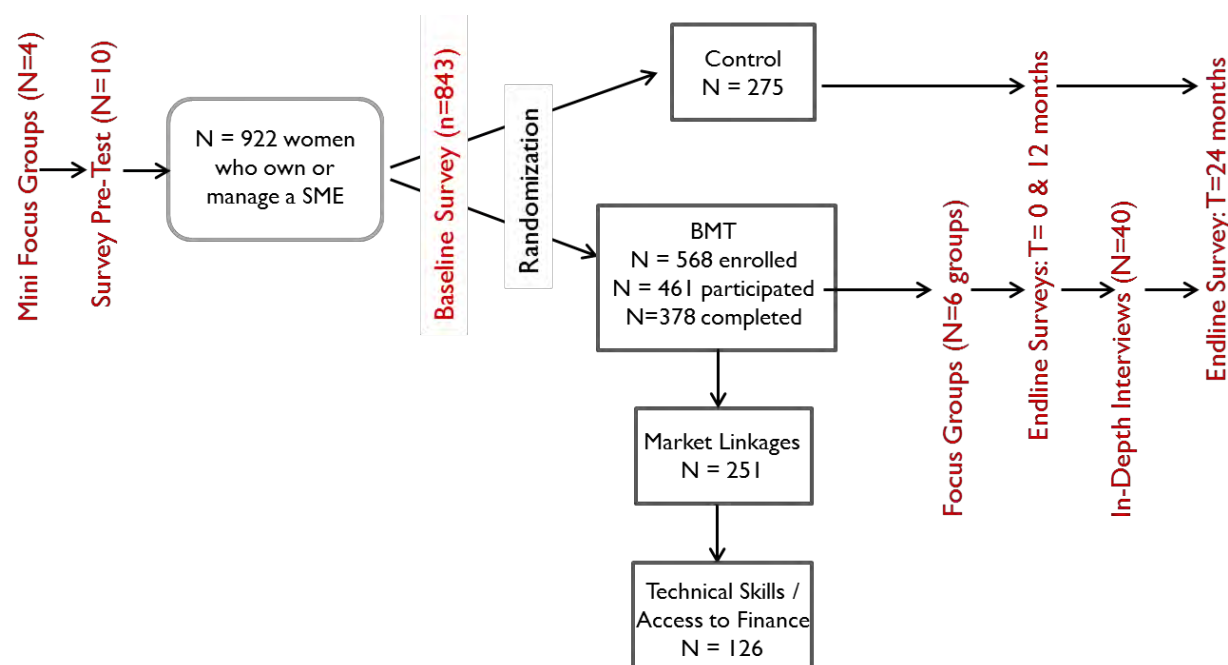 Mini Focus Groups (N=4)
Survey Pre-Test (N=10)
N = 922 women
who own or
manage a SME
Baseline Survey (n=843)
Randomization
Control
N = 275
BMT
N = 568 enrolled
N = 461 participated
N=378 completed
Market Linkages
N = 251
Technical Skills /
Access to Finance
N = 126
Focus Groups (N=6 groups)
Endline Surveys: T= 0 & 12 months
In-Depth Interviews (N=40)
Endline Survey: T=24 months